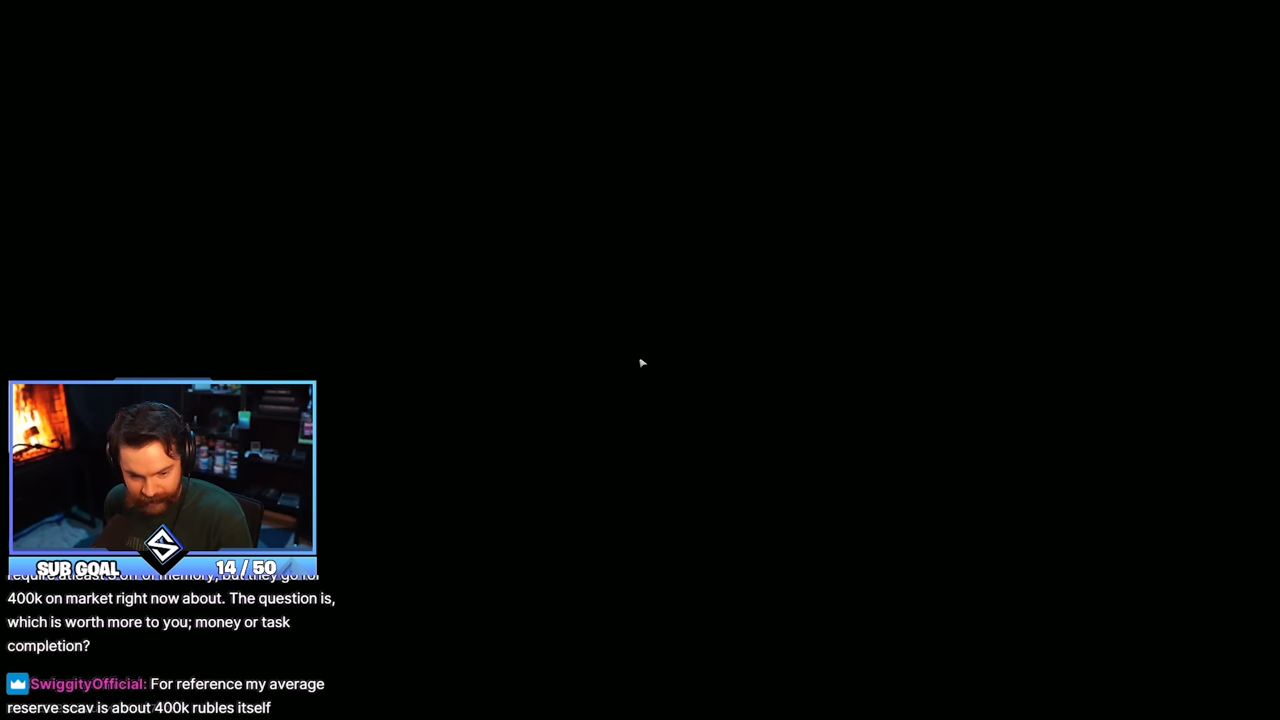 SUB GOAL 14 / 50
400k on market right now about. The question is,
which is worth more to you; money or task
completion?
SwiggityOfficial: For reference my average
reserve scav is about 400k rubles itself